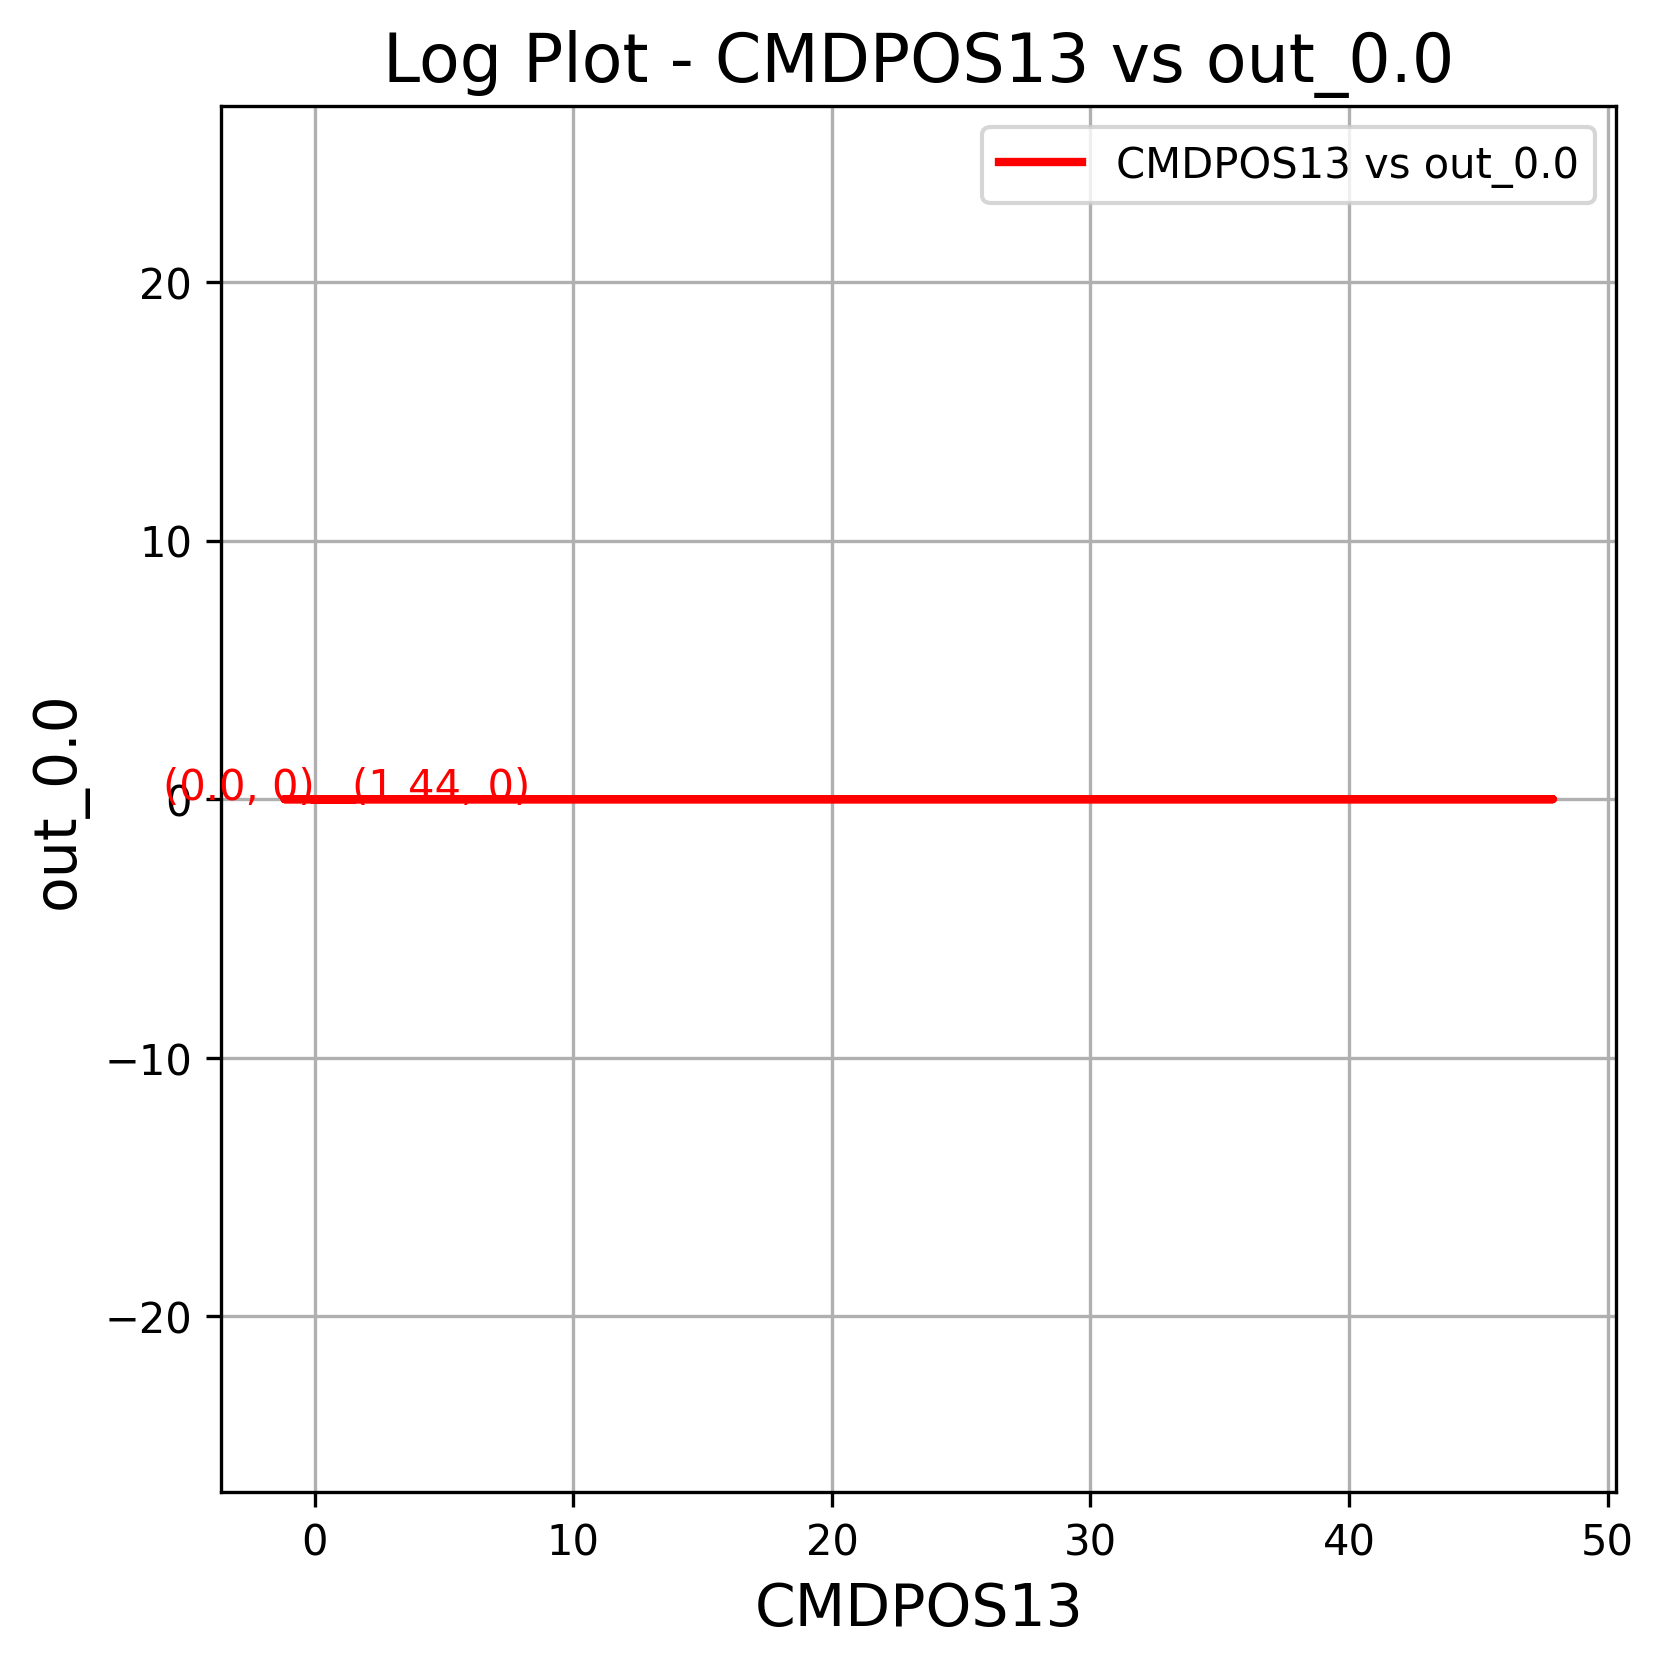 Log Plot - CMDPOS13 vs out_0.0
CMDPOS13 vs out_0.0
20
10
(0.0, 0)
(1.44, 0)
0
−10
−20
out_0.0
0 10 20 30 40 50
CMDPOS13